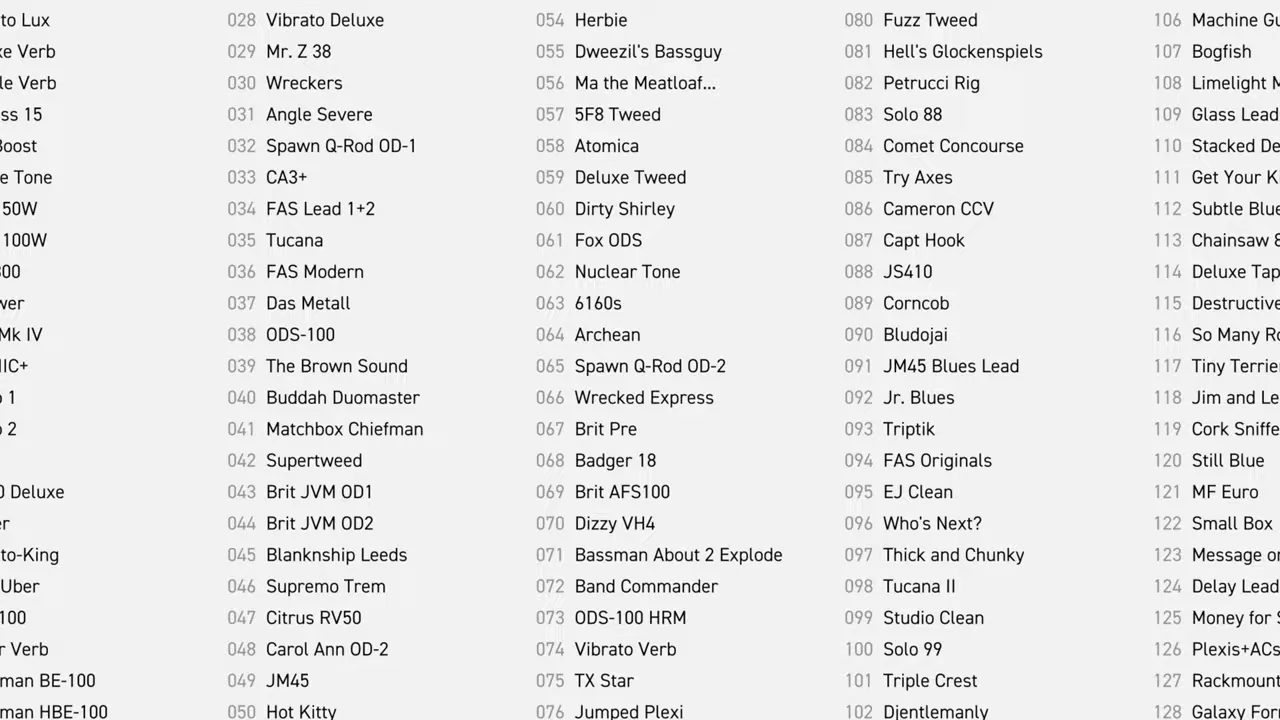 to Lux
xe Verb
le Verb
ss 15
Boost
e Tone
50W
100W
00
wer
Mk IV
IIC+
o 1
o 2
0 Deluxe
er
to-King
Uber
100
r Verb
man BE-100
man HBE-100
028 Vibrato Deluxe
029 Mr. Z 38
030 Wreckers
031 Angle Severe
032 Spawn Q-Rod OD-1
033 CA3+
034 FAS Lead 1+2
035 Tucana
036 FAS Modern
037 Das Metall
038 ODS-100
039 The Brown Sound
040 Buddah Duomaster
041 Matchbox Chiefman
042 Supertweed
043 Brit JVM OD1
044 Brit JVM OD2
045 Blanknship Leeds
046 Supremo Trem
047 Citrus RV50
048 Carol Ann OD-2
049 JM45
050 Hot Kitty
054 Herbie
055 Dweezil's Bassguy
056 Ma the Meatloaf...
057 5F8 Tweed
058 Atomica
059 Deluxe Tweed
060 Dirty Shirley
061 Fox ODS
062 Nuclear Tone
063 6160s
064 Archean
065 Spawn Q-Rod OD-2
066 Wrecked Express
067 Brit Pre
068 Badger 18
069 Brit AFS100
070 Dizzy VH4
071 Bassman About 2 Explode
072 Band Commander
073 ODS-100 HRM
074 Vibrato Verb
075 TX Star
076 Jumped Plexi
080 Fuzz Tweed
081 Hell's Glockenspiels
082 Petrucci Rig
083 Solo 88
084 Comet Concourse
085 Try Axes
086 Cameron CCV
087 Capt Hook
088 JS410
089 Corncob
090 Bludojai
091 JM45 Blues Lead
092 Jr. Blues
093 Triptik
094 FAS Originals
095 EJ Clean
096 Who's Next?
097 Thick and Chunky
098 Tucana II
099 Studio Clean
100 Solo 99
101 Triple Crest
102 Djentlemanly
106 Machine Gu
107 Bogfish
108 Limelight M
109 Glass Lead
110 Stacked De
111 Get Your K
112 Subtle Blue
113 Chainsaw &
114 Deluxe Tap
115 Destructive
116 So Many Ro
117 Tiny Terrie
118 Jim and Le
119 Cork Sniffe
120 Still Blue
121 MF Euro
122 Small Box
123 Message o
124 Delay Lead
125 Money for
126 Plexis+ACs
127 Rackmount
128 Galaxy For